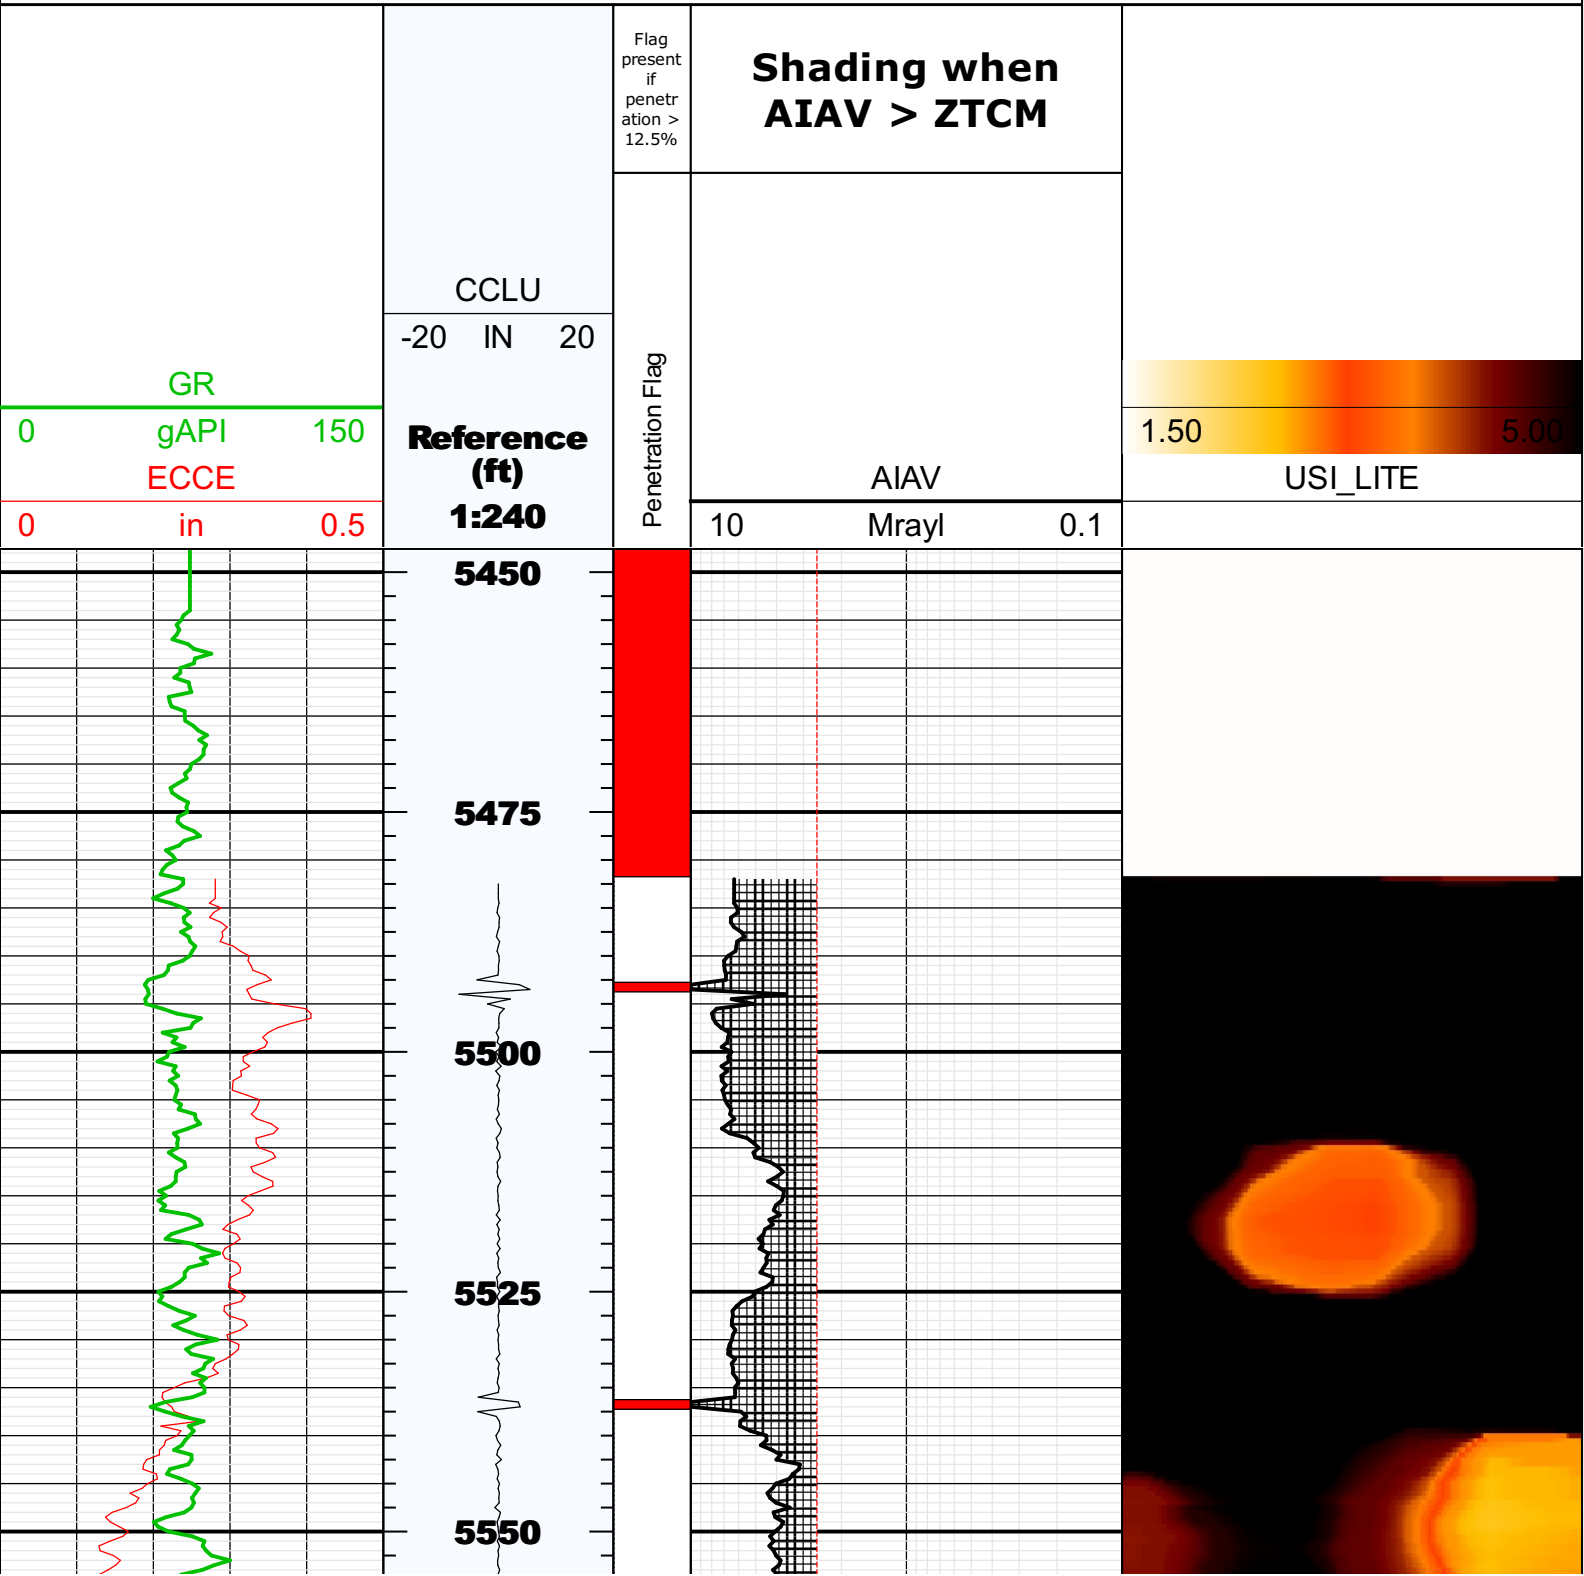 Flag
present
if
penetr
ation >
12.5%
Shading when
AIAV > ZTCM
CCLU
-20 IN 20
GR
0 gAPI 150
ECCE
0 in 0.5
Reference
(ft)
1:240
Penetration Flag
AIAV
10 Mrayl 0.1
1.50 5.00
USI_LITE
5450
5475
5500
5525
5550